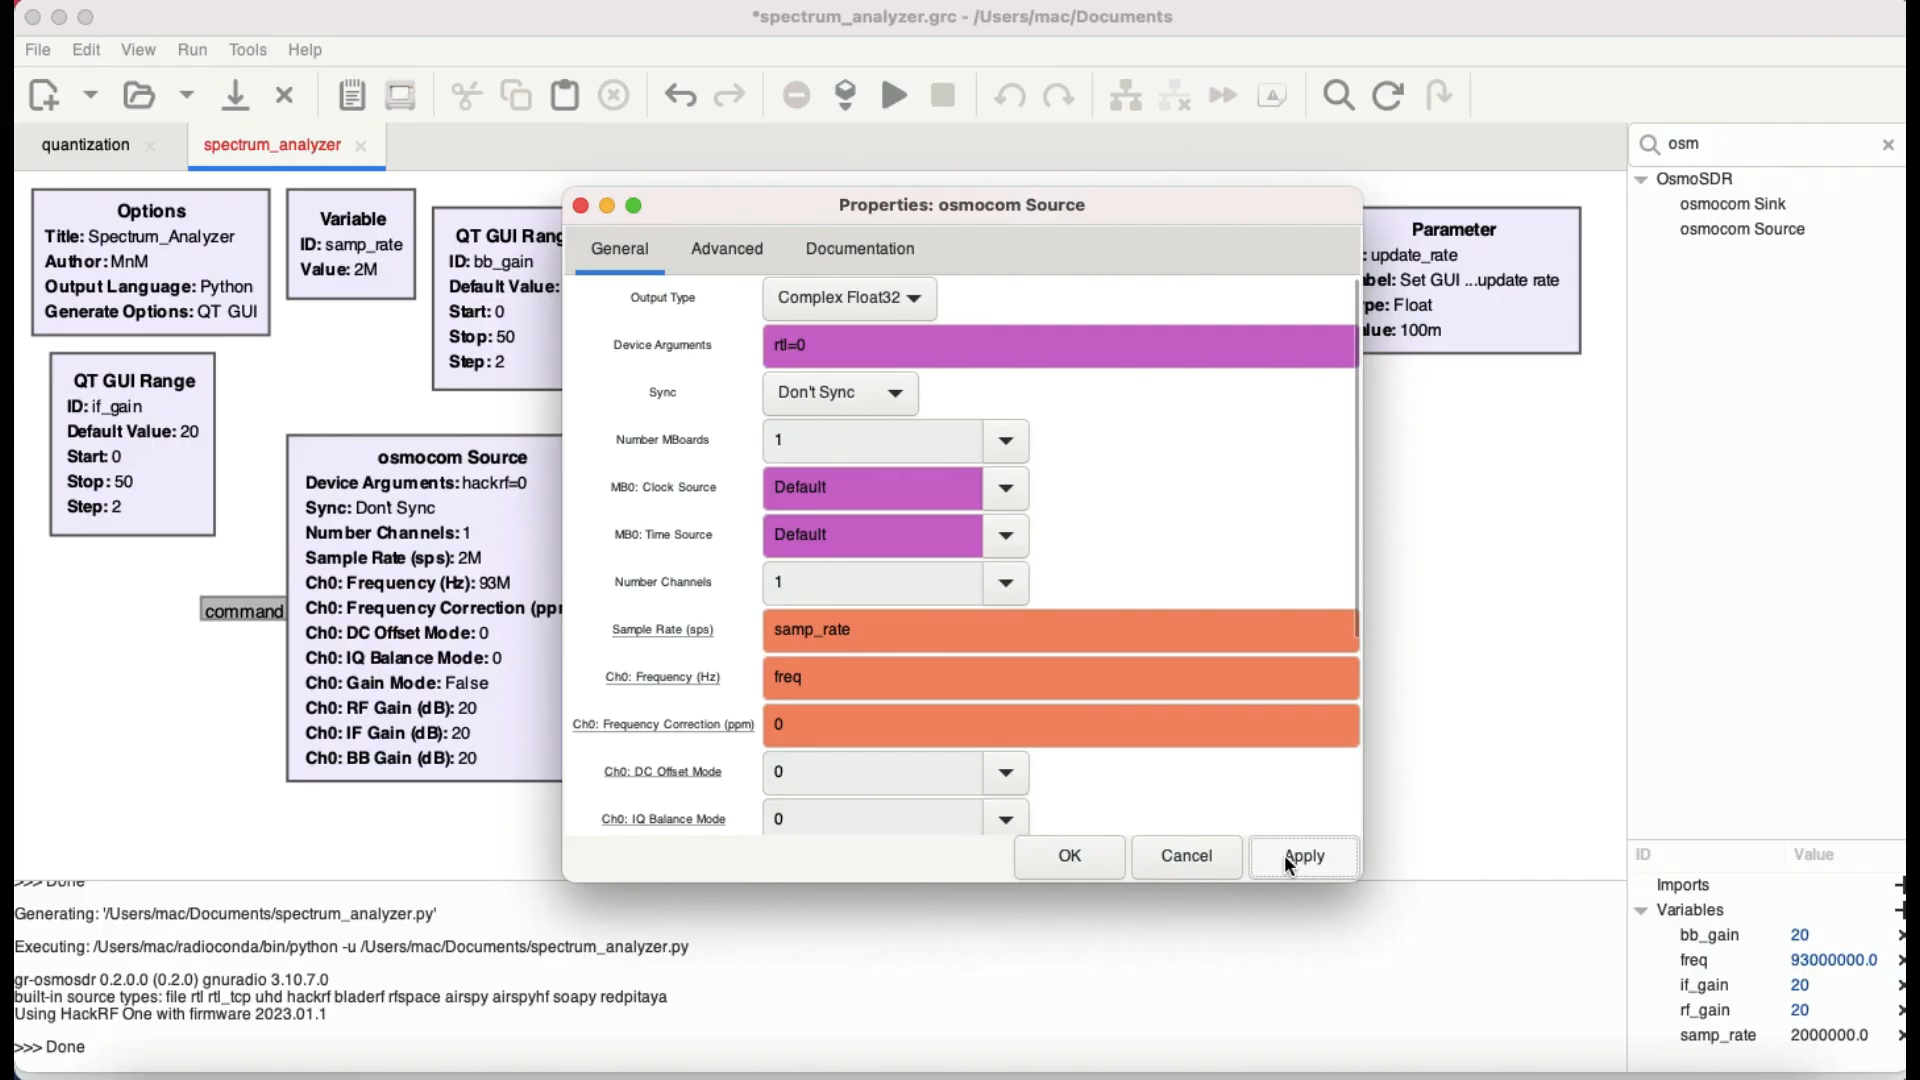 *spectrum_analyzer.grc - /Users/mac/Documents
File Edit View Run Tools Help
quantization
spectrum_analyzer
osm
OsmoSDR
osmocom Sink
osmocom Source
Options
Title: Spectrum_Analyzer
Author: MnM
Output Language: Python
Generate Options: QT GUI
Variable
ID: samp_rate
Value: 2M
QT GUI Rang
ID: bb_gain
Default Value:
Start: 0
Stop: 50
Step: 2
Parameter
: update_rate
bel: Set GUI ...update rate
pe: Float
lue: 100m
QT GUI Range
ID: if_gain
Default Value: 20
Start: 0
Stop: 50
Step: 2
command
osmocom Source
Device Arguments: hackrf=0
Sync: Don't Sync
Number Channels: 1
Sample Rate (sps): 2M
Ch0: Frequency (Hz): 93M
Ch0: Frequency Correction (ppm
Ch0: DC Offset Mode: 0
Ch0: IQ Balance Mode: 0
Ch0: Gain Mode: False
Ch0: RF Gain (dB): 20
Ch0: IF Gain (dB): 20
Ch0: BB Gain (dB): 20
Properties: osmocom Source
General Advanced Documentation
Output Type Complex Float32
Device Arguments rtl=0
Sync Don't Sync
Number MBoards 1
MB0: Clock Source Default
MB0: Time Source Default
Number Channels 1
Sample Rate (sps) samp_rate
Ch0: Frequency (Hz) freq
Ch0: Frequency Correction (ppm) 0
Ch0: DC Offset Mode 0
Ch0: IQ Balance Mode 0
OK Cancel Apply
>>> Done
Generating: '/Users/mac/Documents/spectrum_analyzer.py'
Executing: /Users/mac/radioconda/bin/python -u /Users/mac/Documents/spectrum_analyzer.py
gr-osmosdr 0.2.0.0 (0.2.0) gnuradio 3.10.7.0
built-in source types: file rtl rtl_tcp uhd hackrf bladerf rfspace airspy airspyhf soapy redpitaya
Using HackRF One with firmware 2023.01.1
>>> Done
ID Value
Imports
Variables
bb_gain 20
freq 93000000.0
if_gain 20
rf_gain 20
samp_rate 2000000.0